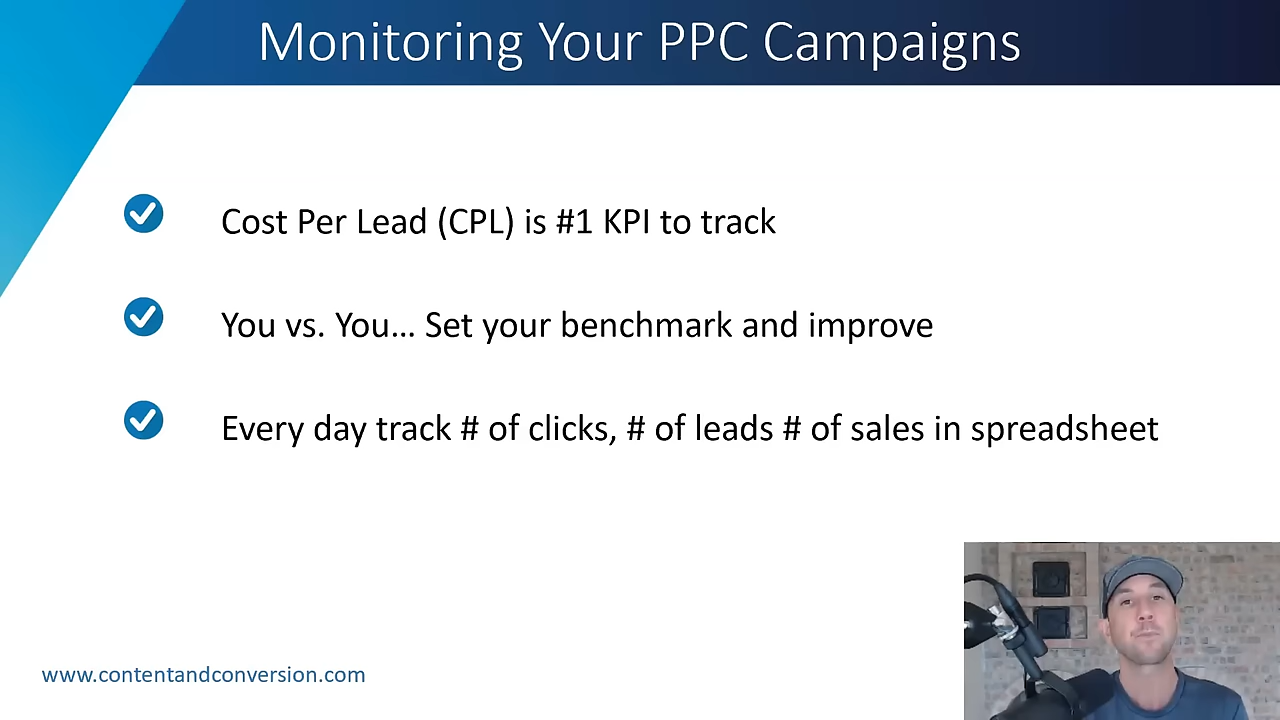 Monitoring Your PPC Campaigns
Cost Per Lead (CPL) is #1 KPI to track
You vs. You... Set your benchmark and improve
Every day track # of clicks, # of leads # of sales in spreadsheet
www.contentandconversion.com